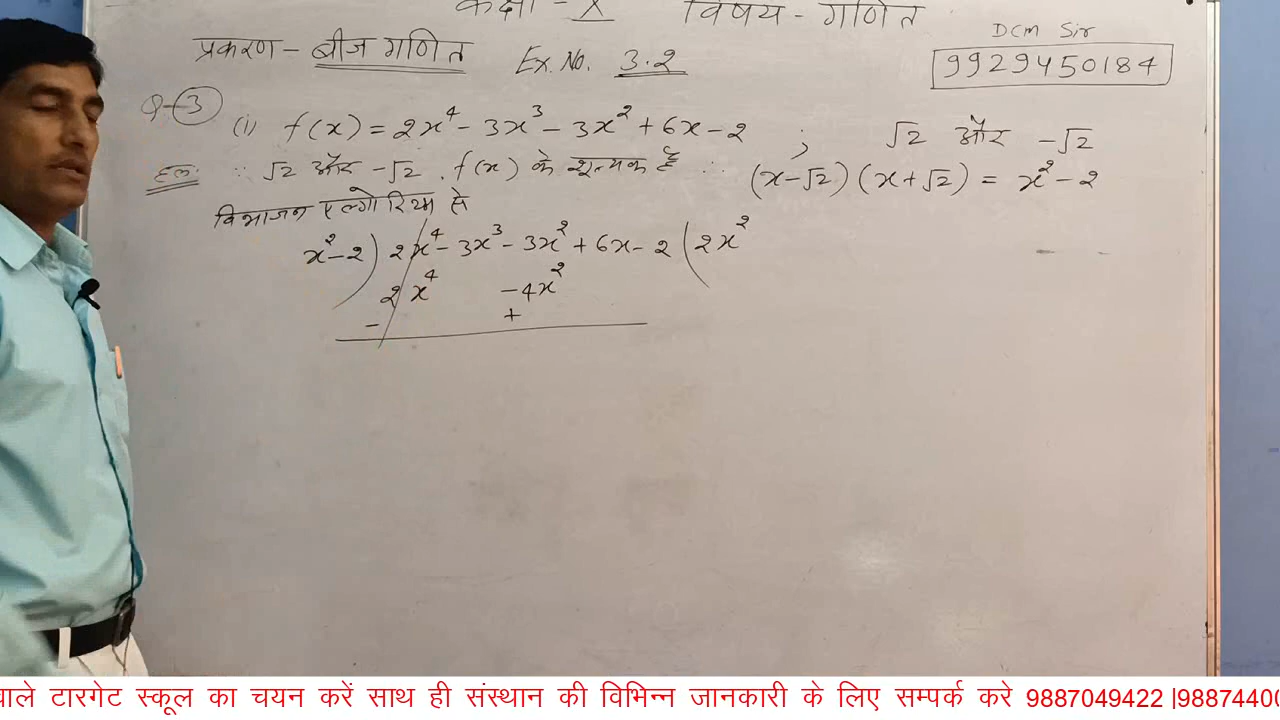 कक्षा - X विषय - गणित
प्रकरण - बीज गणित Ex. No. 3.2
DCM Sir
9929450184
Q-3 (i) f(x) = 2x⁴ - 3x³ - 3x² + 6x - 2 ; √2 और -√2
हल: ∵ √2 और -√2 , f(x) के शून्यक है ∴ (x-√2) (x+√2) = x² - 2
विभाजन एल्गोरिथ्म से
x² - 2 ) 2x⁴ - 3x³ - 3x² + 6x - 2 ( 2x²
2x⁴ - 4x²
- +
वाले टारगेट स्कूल का चयन करें साथ ही संस्थान की विभिन्न जानकारी के लिए सम्पर्क करे 9887049422 |98874400